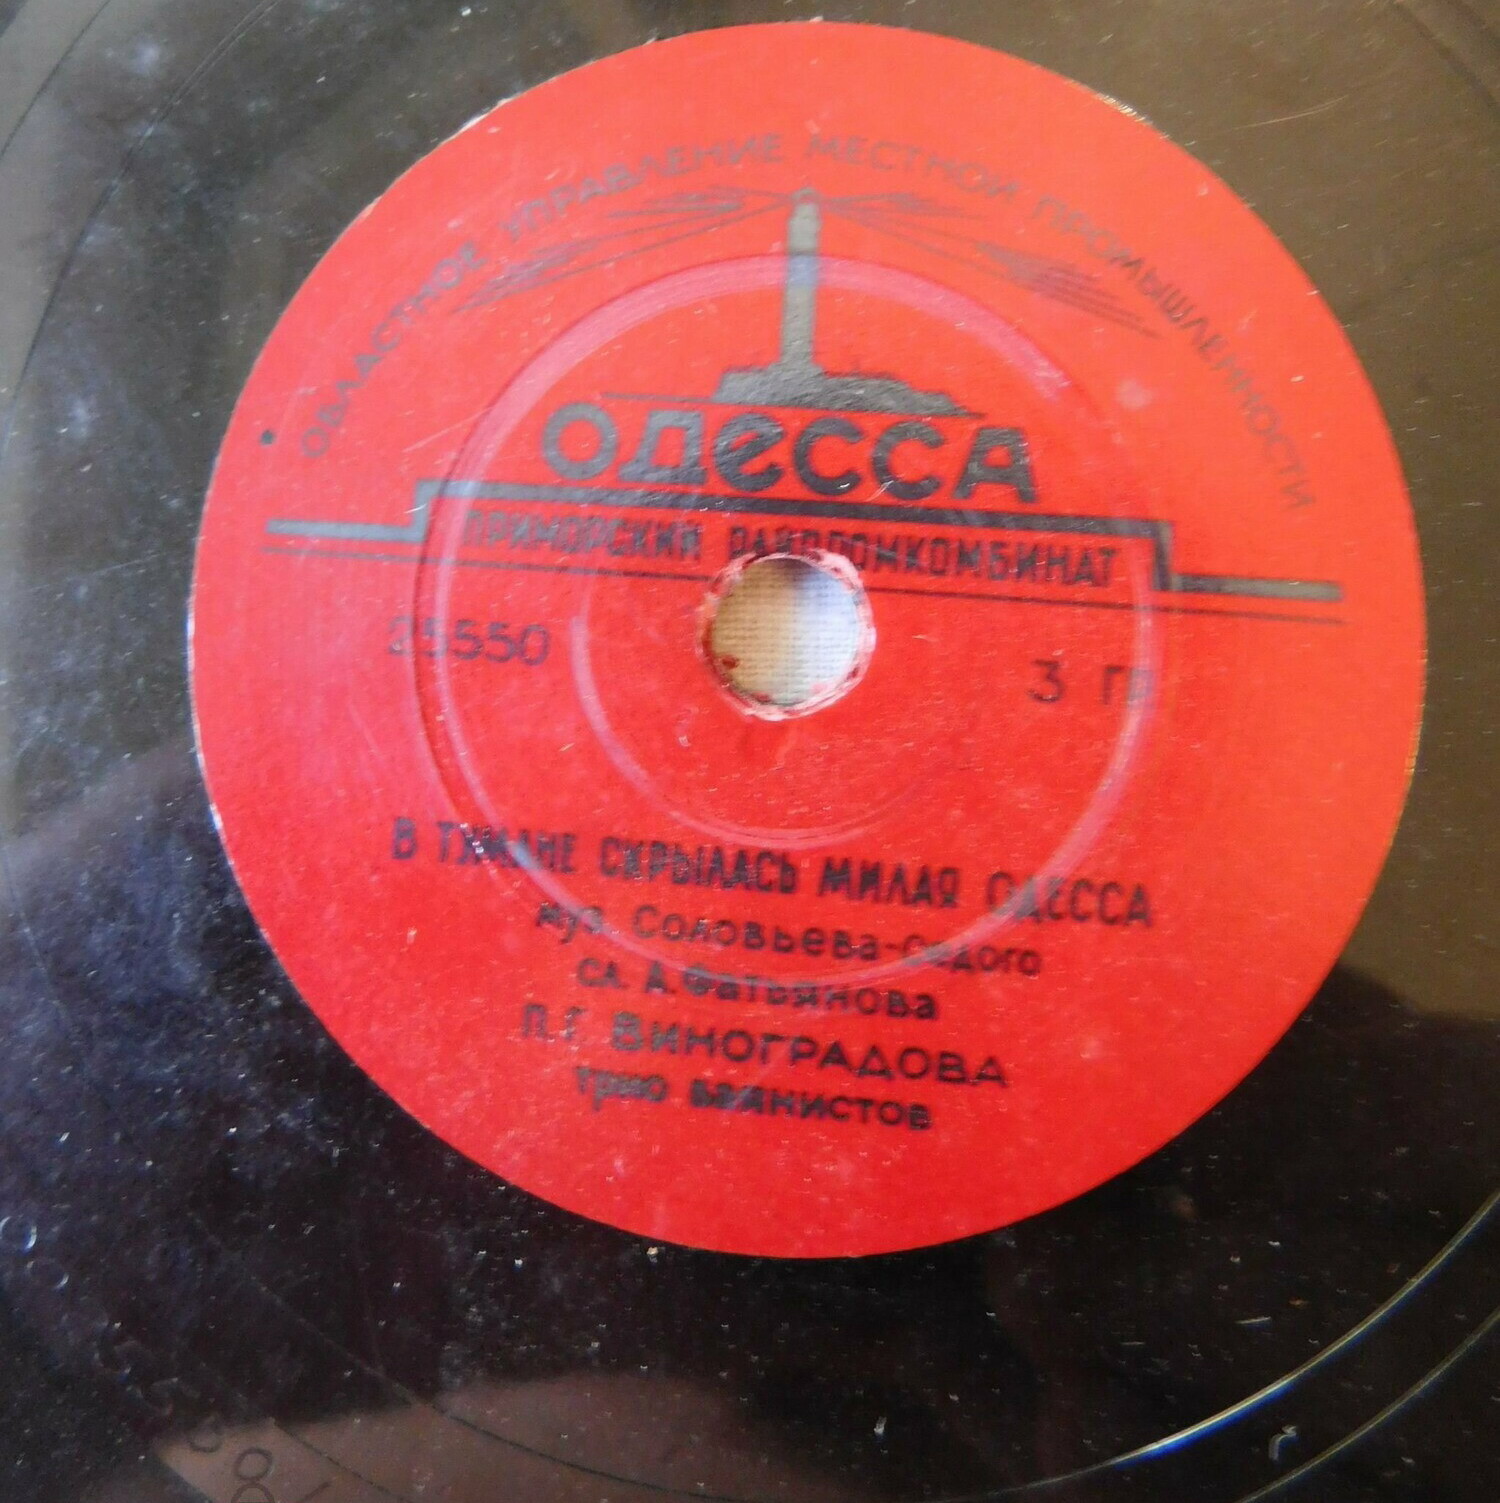 ОБЛАСТНОЕ УПРАВЛЕНИЕ МЕСТНОЙ ПРОМЫШЛЕННОСТИ
ОДЕССА
ПРИМОРСКИЙ РАЙПРОМКОМБИНАТ
25550
3 ГР
В ТУМАНЕ СКРЫЛАСЬ МИЛАЯ ОДЕССА
муз. Соловьева-Седого
сл. А. Фатьянова
П. Г. ВИНОГРАДОВА
трио баянистов